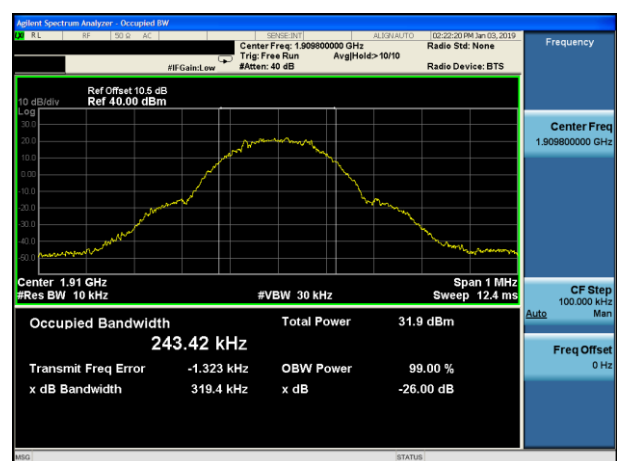 Agilent Spectrum Analyzer - Occupied BW
RL RF 50 Ω AC SENSE:INT ALIGNAUTO 02:22:20 PM Jan 03, 2019
Center Freq: 1.909800000 GHz Radio Std: None
Trig: Free Run Avg|Hold:>10/10
#IFGain:Low #Atten: 40 dB Radio Device: BTS
Ref Offset 10.5 dB
10 dB/div Ref 40.00 dBm
Log
30.0
20.0
10.0
0.00
-10.0
-20.0
-30.0
-40.0
-50.0
Center 1.91 GHz Span 1 MHz
#Res BW 10 kHz #VBW 30 kHz Sweep 12.4 ms
Occupied Bandwidth Total Power 31.9 dBm
243.42 kHz
Transmit Freq Error -1.323 kHz OBW Power 99.00 %
x dB Bandwidth 319.4 kHz x dB -26.00 dB
MSG STATUS
Frequency
Center Freq
1.909800000 GHz
CF Step
100.000 kHz
Auto Man
Freq Offset
0 Hz